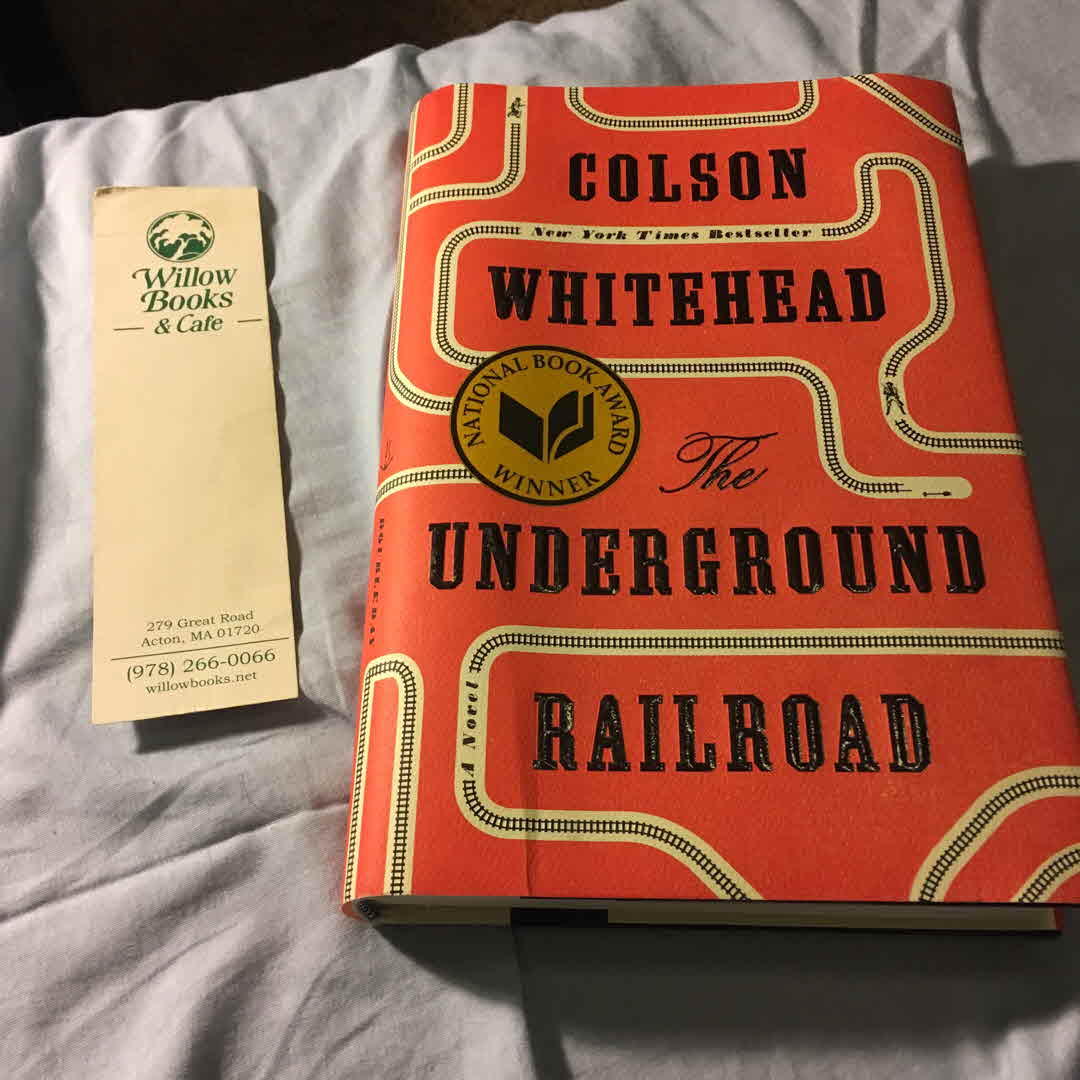 Willow
Books
& Cafe
279 Great Road
Acton, MA 01720
(978) 266-0066
willowbooks.net
COLSON
New York Times Bestseller
WHITEHEAD
NATIONAL BOOK AWARD
WINNER
The
UNDERGROUND
RAILROAD
A Novel